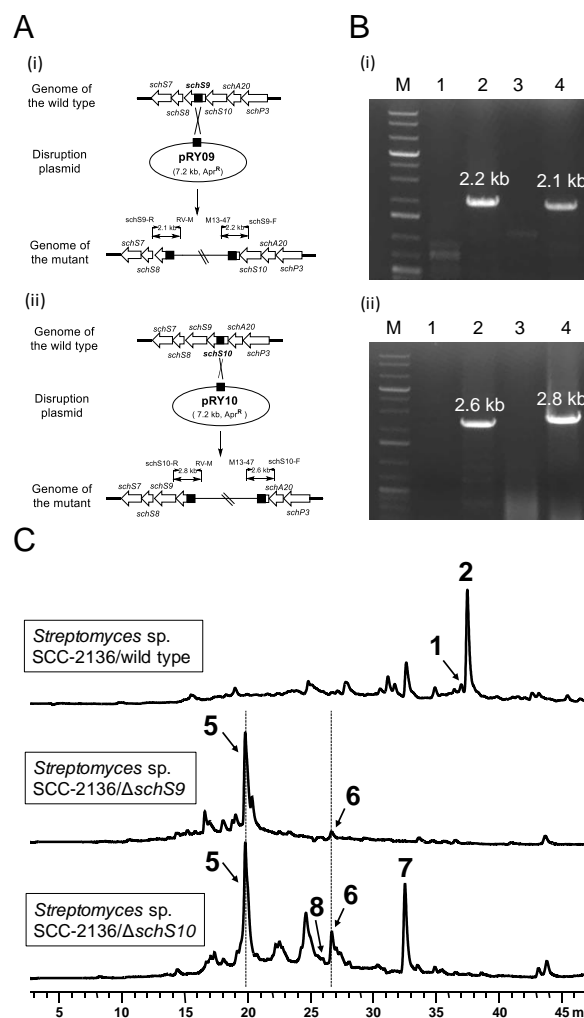 A
(i)
Genome of
the wild type
schS7
schS9
schA20
schS8
schS10
schP3
Disruption
plasmid
pRY09
(7.2 kb, AprR)
schS9-R
RV-M
M13-47
schS9-F
2.1 kb
2.2 kb
Genome of
the mutant
schS7
schA20
schS8
schS10
schP3
(ii)
Genome of
the wild type
schS7
schS9
schA20
schS8
schS10
schP3
Disruption
plasmid
pRY10
( 7.2 kb, AprR)
schS10-R
RV-M
M13-47
schS10-F
2.8 kb
2.6 kb
Genome of
the mutant
schS7
schS9
schA20
schS8
schP3
B
(i)
M 1 2 3 4
2.2 kb
2.1 kb
(ii)
M 1 2 3 4
2.6 kb
2.8 kb
C
Streptomyces sp.
SCC-2136/wild type
1
2
Streptomyces sp.
SCC-2136/ΔschS9
5
6
Streptomyces sp.
SCC-2136/ΔschS10
5
8
6
7
5 10 15 20 25 30 35 40 45 m